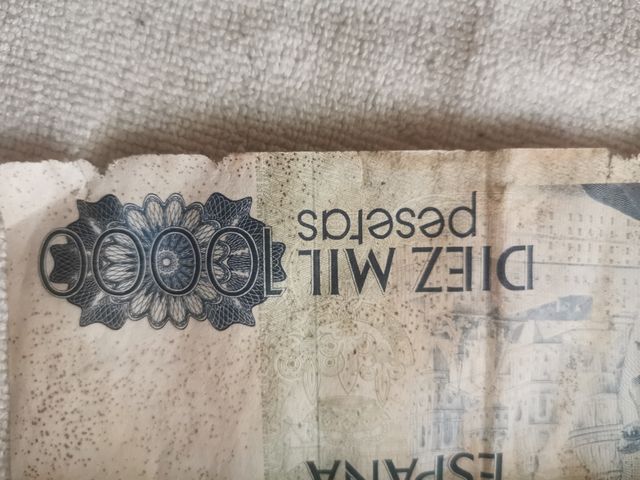 ESPAÑA
DIEZ MIL
pesetas
10000